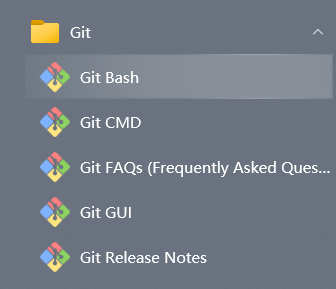 Git
Git Bash
Git CMD
Git FAQs (Frequently Asked Ques...
Git GUI
Git Release Notes